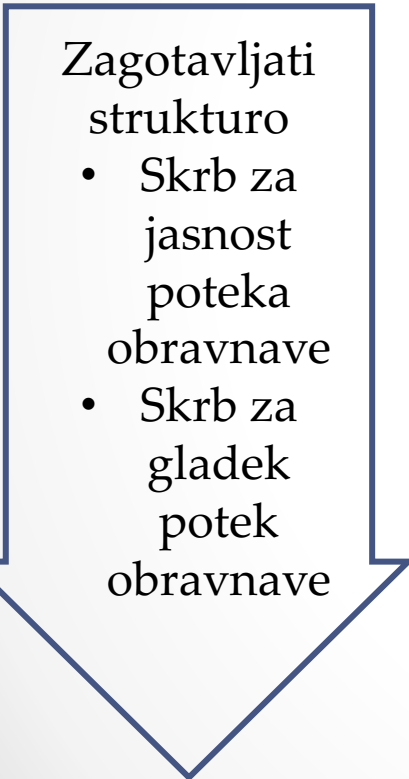 Zagotavljati
strukturo
• Skrb za
jasnost
poteka
obravnave
• Skrb za
gladek
potek
obravnave